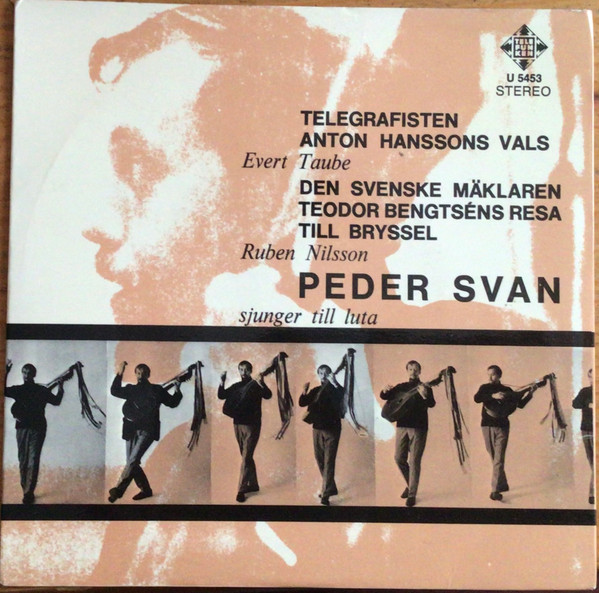 TELE
FUN
KEN
U 5453
STEREO
TELEGRAFISTEN
ANTON HANSSONS VALS
Evert Taube
DEN SVENSKE MÄKLAREN
TEODOR BENGTSÉNS RESA
TILL BRYSSEL
Ruben Nilsson
PEDER SVAN
sjunger till luta